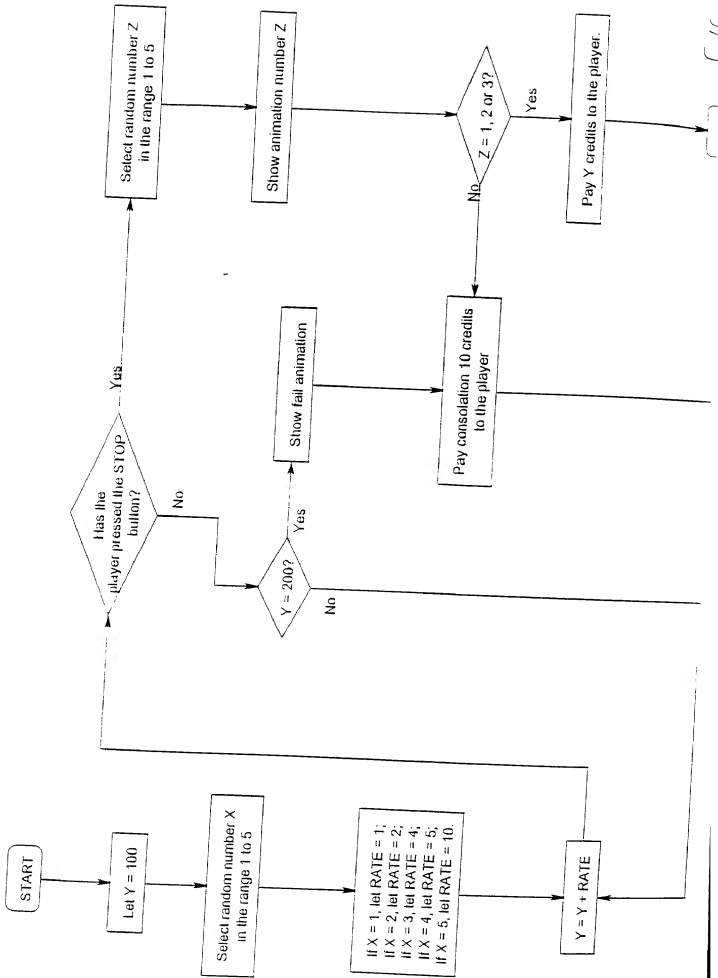 START
Let Y = 100
Select random number X
in the range 1 to 5
If X = 1, let RATE = 1;
If X = 2, let RATE = 2;
If X = 3, let RATE = 4;
If X = 4, let RATE = 5;
If X = 5, let RATE = 10.
Y = Y + RATE
Has the
player pressed the STOP
button?
Yes
No
Y = 200?
Yes
No
Show fail animation
Pay consolation 10 credits
to the player
Select random number Z
in the range 1 to 5
Show animation number Z
Z = 1, 2 or 3?
No
Yes
Pay Y credits to the player.